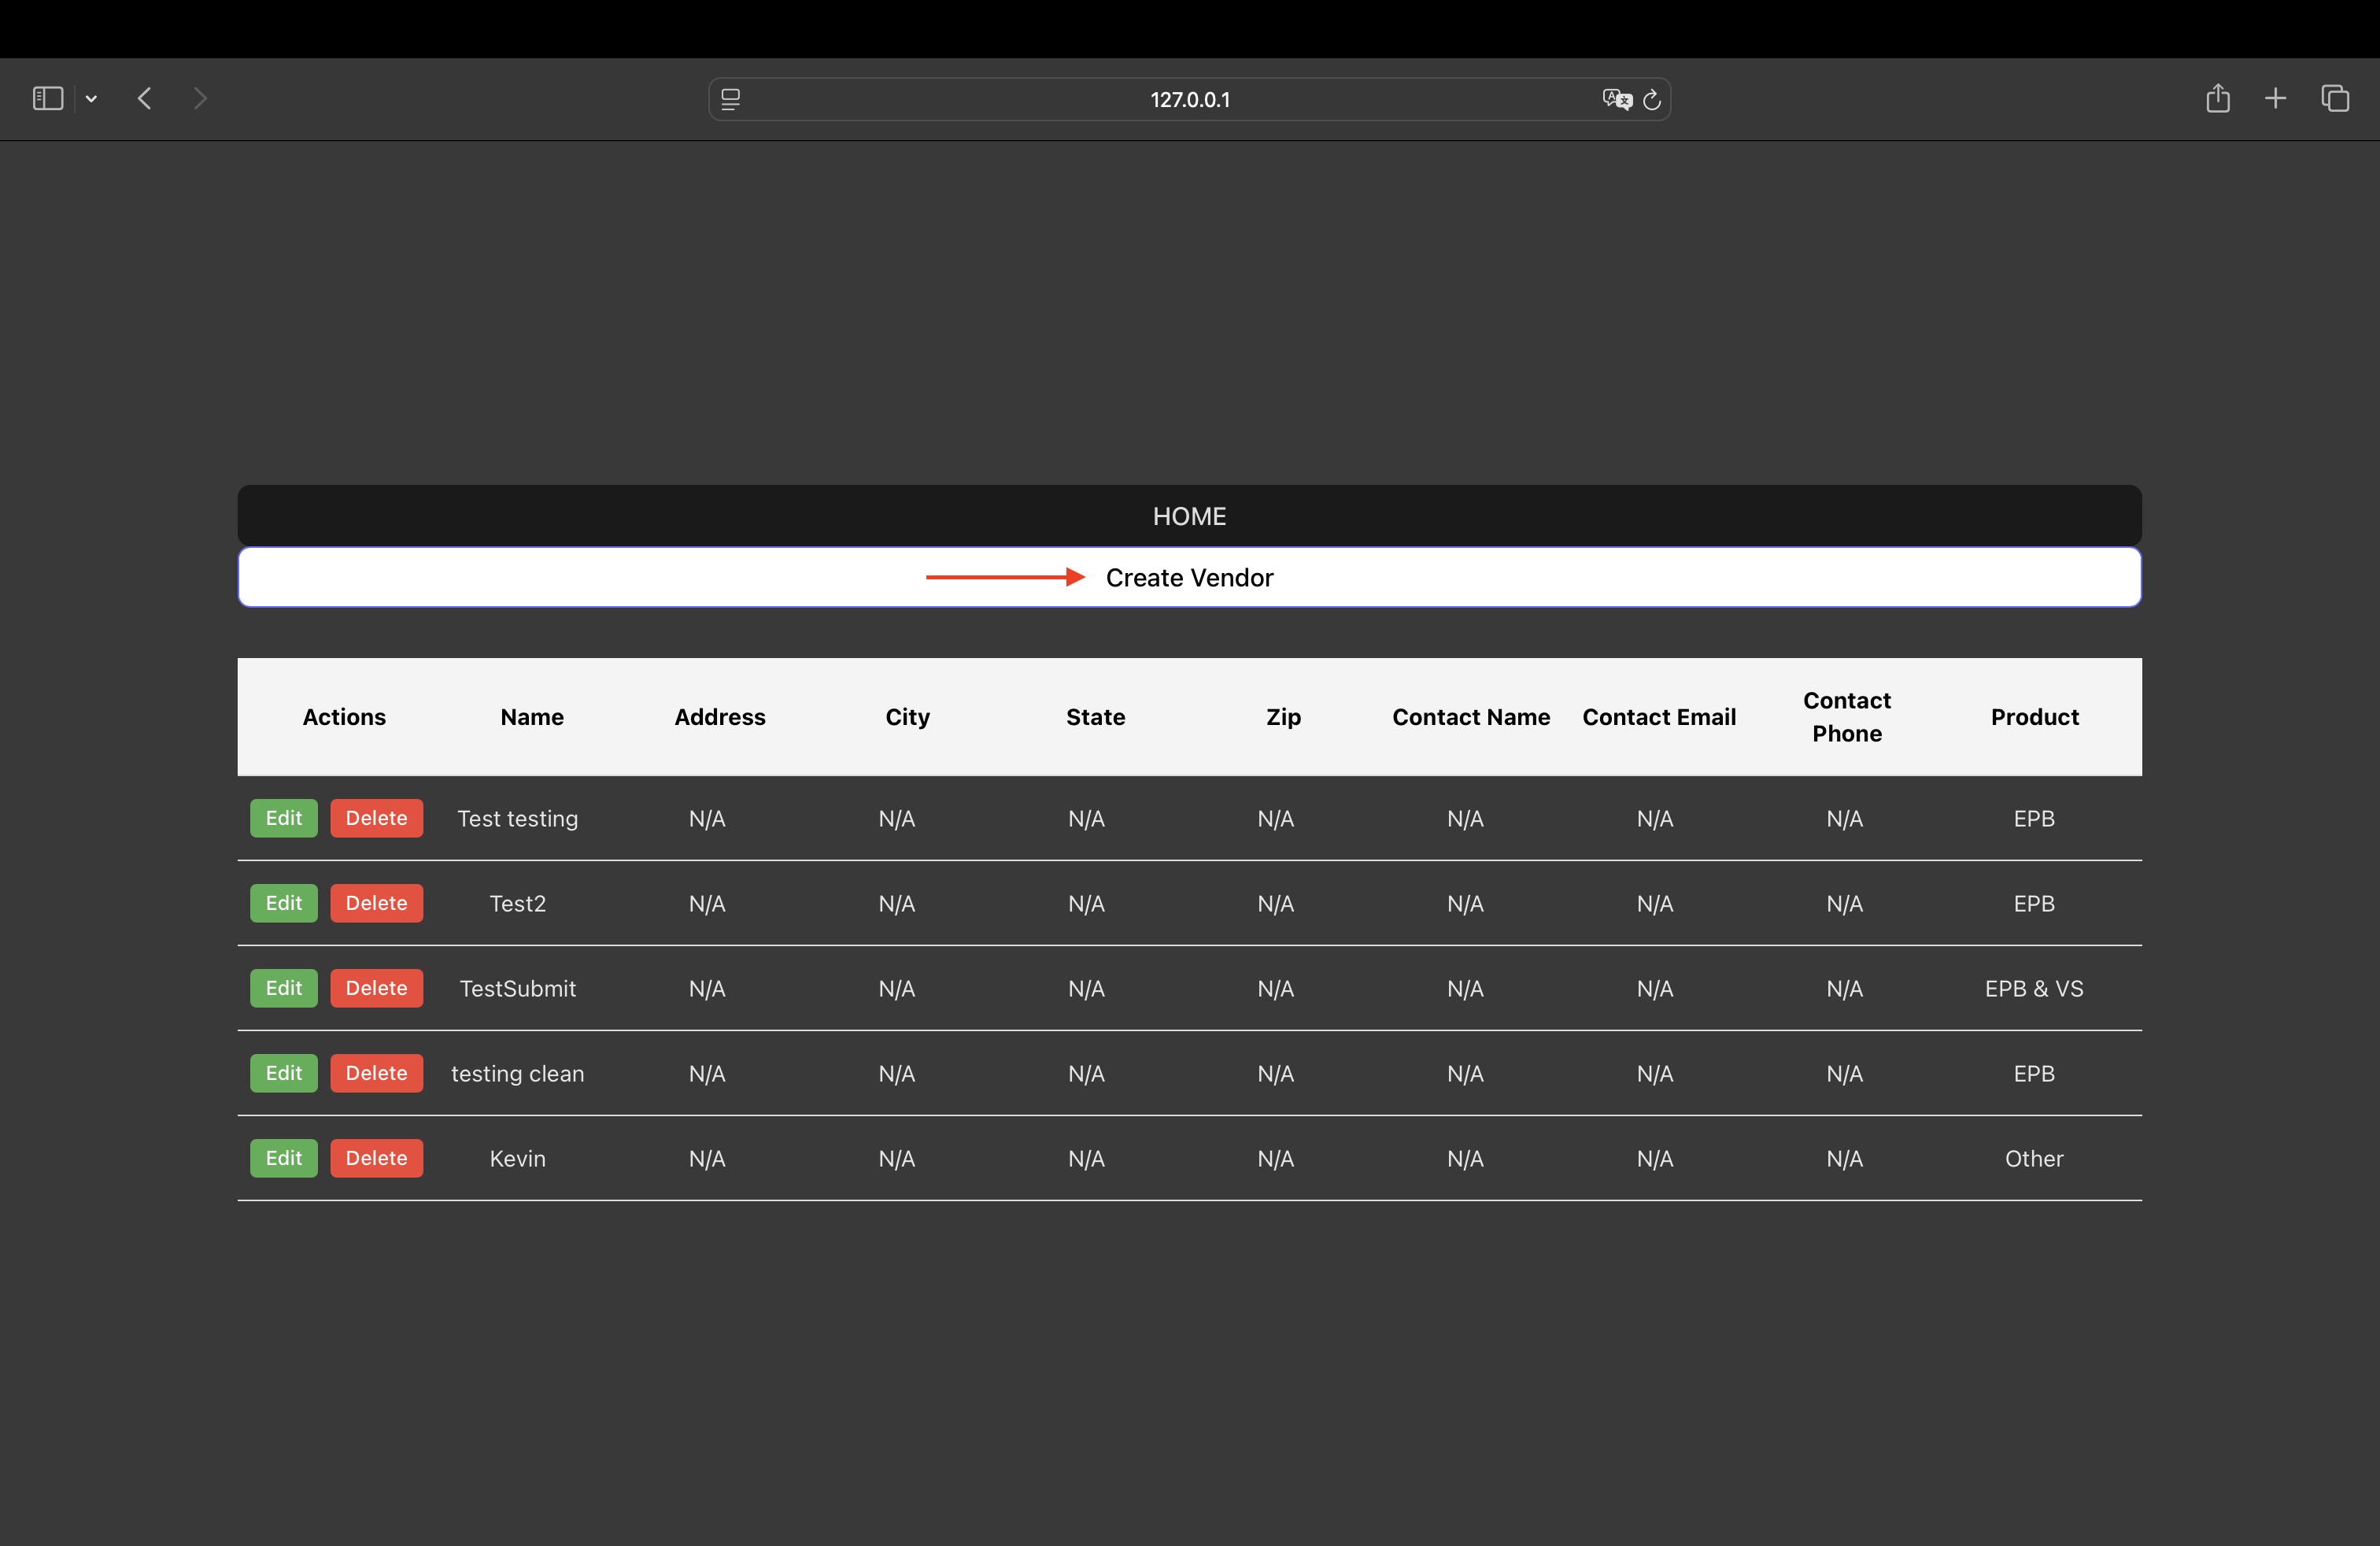 127.0.0.1
HOME
Create Vendor
Actions Name Address City State Zip Contact Name Contact Email Contact Phone Product
Edit Delete Test testing N/A N/A N/A N/A N/A N/A N/A EPB
Edit Delete Test2 N/A N/A N/A N/A N/A N/A N/A EPB
Edit Delete TestSubmit N/A N/A N/A N/A N/A N/A N/A EPB & VS
Edit Delete testing clean N/A N/A N/A N/A N/A N/A N/A EPB
Edit Delete Kevin N/A N/A N/A N/A N/A N/A N/A Other